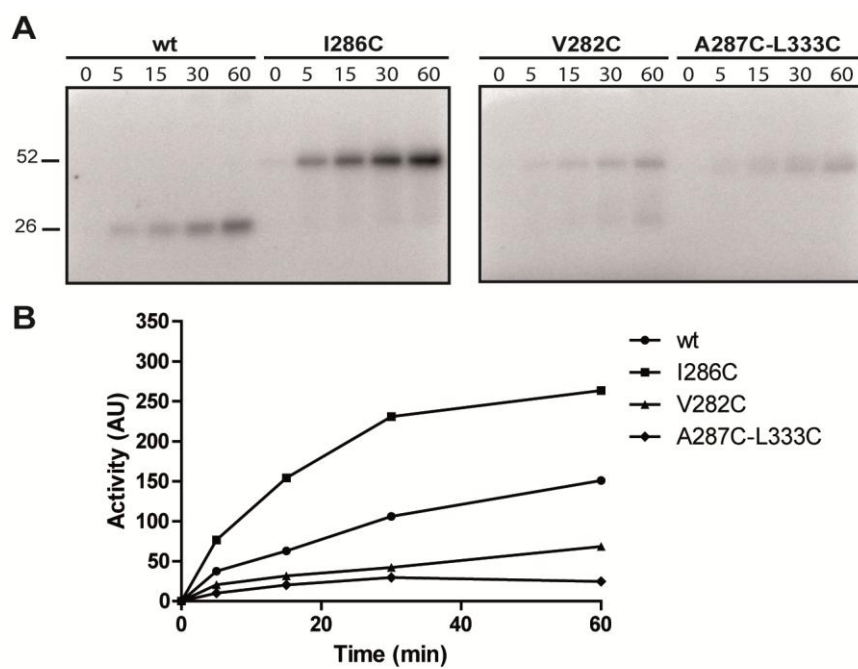 A
wt I286C V282C A287C-L333C
0 5 15 30 60 0 5 15 30 60 0 5 15 30 60 0 5 15 30 60
52
26
B
350
300
250
200
150
100
50
0
Activity (AU)
0 20 40 60
Time (min)
wt
I286C
V282C
A287C-L333C